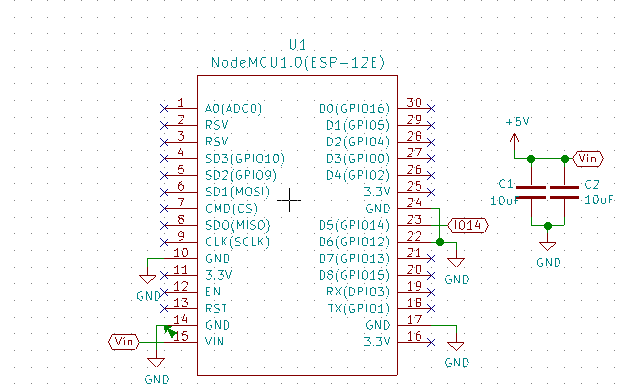 U1
NodeMCU1.0(ESP-12E)
1 A0(ADC0) D0(GPIO16) 30
2 RSV D1(GPIO5) 29
3 RSV D2(GPIO4) 28
4 SD3(GPIO10) D3(GPIO0) 27
5 SD2(GPIO9) D4(GPIO2) 26
6 SD1(MOSI) 3.3V 25
7 CMD(CS) GND 24
8 SD0(MISO) D5(GPIO14) 23 IO14
9 CLK(SCLK) D6(GPIO12) 22
10 GND D7(GPIO13) 21
11 3.3V D8(GPIO15) 20
12 EN RX(DPIO3) 19
13 RST TX(GPIO1) 18
14 GND GND 17
Vin 15 VIN 3.3V 16
GND
GND
GND
GND
+5V
Vin
C1
10uF
C2
10uF
GND